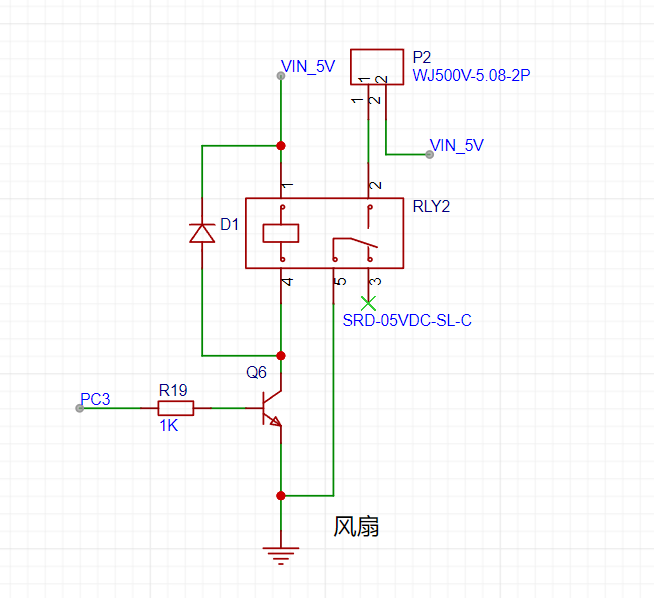 P2
WJ500V-5.08-2P
VIN_5V
1
2
1
2
VIN_5V
1
2
RLY2
D1
4
5
3
SRD-05VDC-SL-C
Q6
PC3
R19
1K
风扇